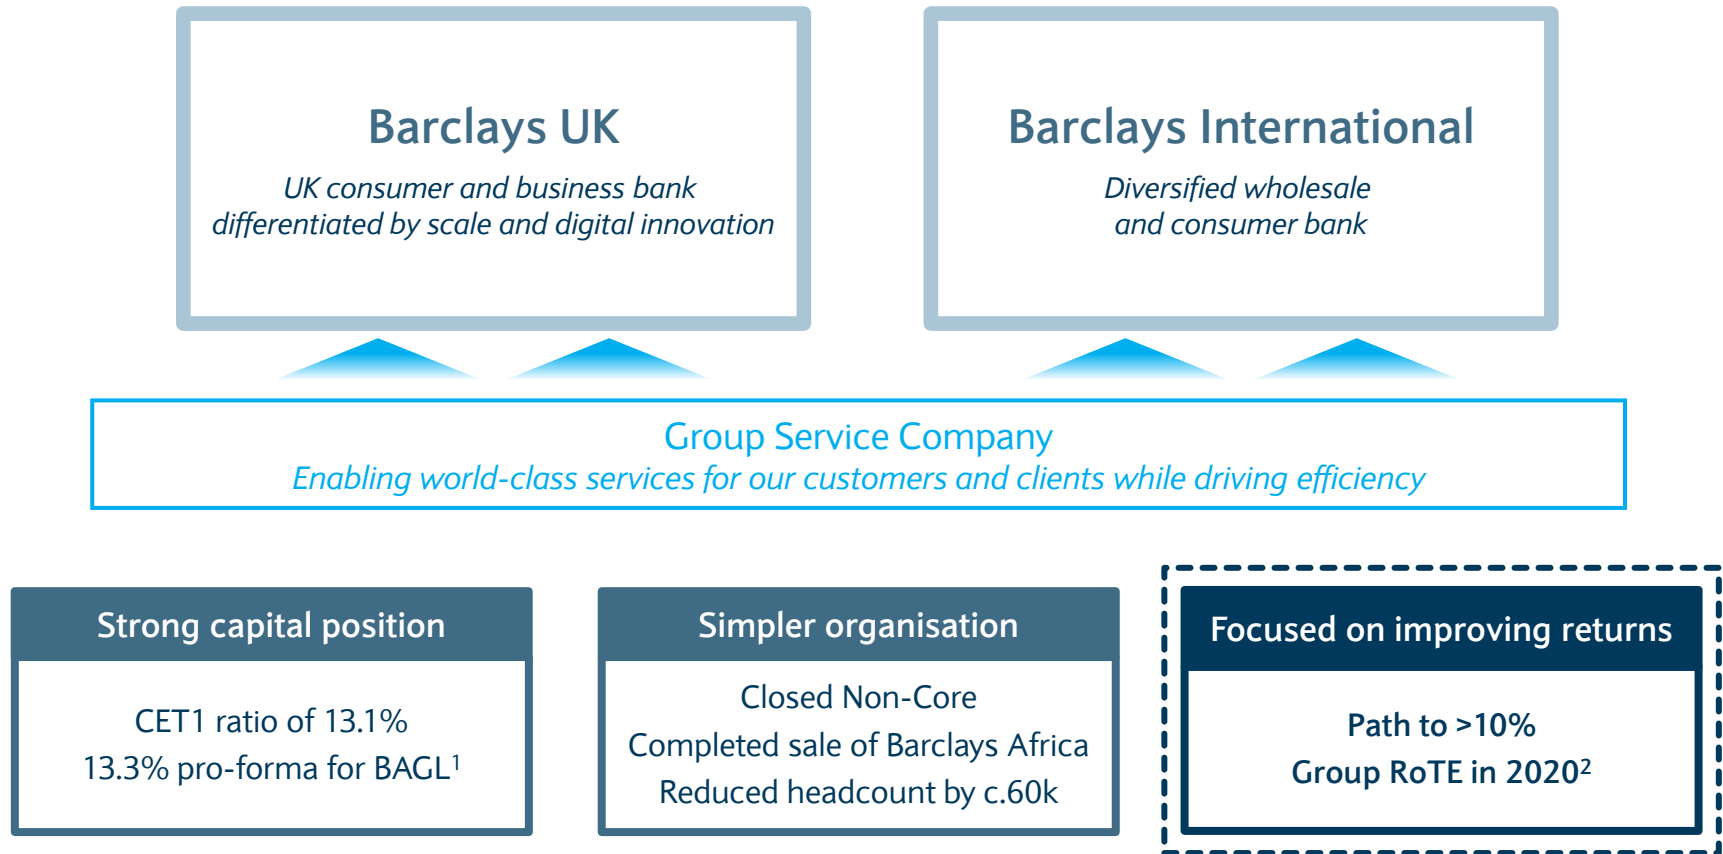 Barclays UK
UK consumer and business bank
differentiated by scale and digital innovation
Barclays International
Diversified wholesale
and consumer bank
Group Service Company
Enabling world-class services for our customers and clients while driving efficiency
Strong capital position
CET1 ratio of 13.1%
13.3% pro-forma for BAGL¹
Simpler organisation
Closed Non-Core
Completed sale of Barclays Africa
Reduced headcount by c.60k
Focused on improving returns
Path to >10%
Group RoTE in 2020²